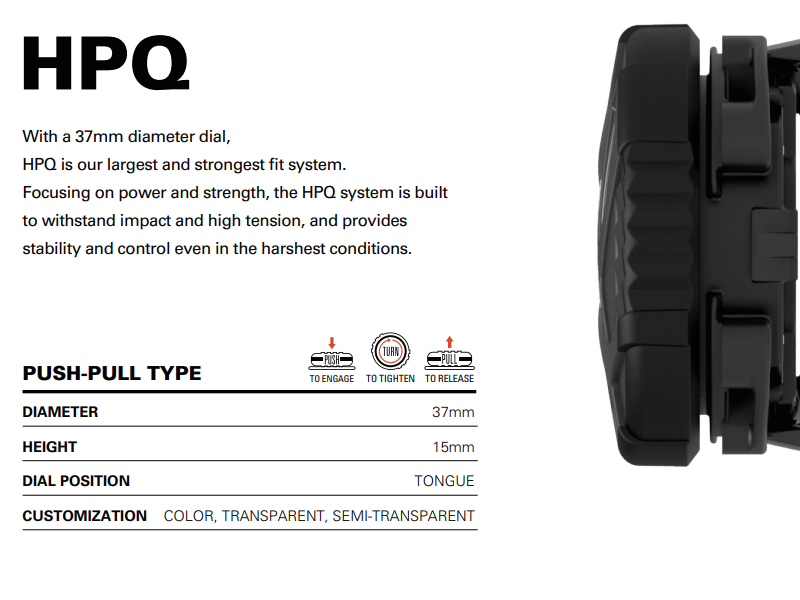 HPQ
With a 37mm diameter dial,
HPQ is our largest and strongest fit system.
Focusing on power and strength, the HPQ system is built
to withstand impact and high tension, and provides
stability and control even in the harshest conditions.
PUSH TURN PULL
PUSH-PULL TYPE TO ENGAGE TO TIGHTEN TO RELEASE
DIAMETER 37mm
HEIGHT 15mm
DIAL POSITION TONGUE
CUSTOMIZATION COLOR, TRANSPARENT, SEMI-TRANSPARENT